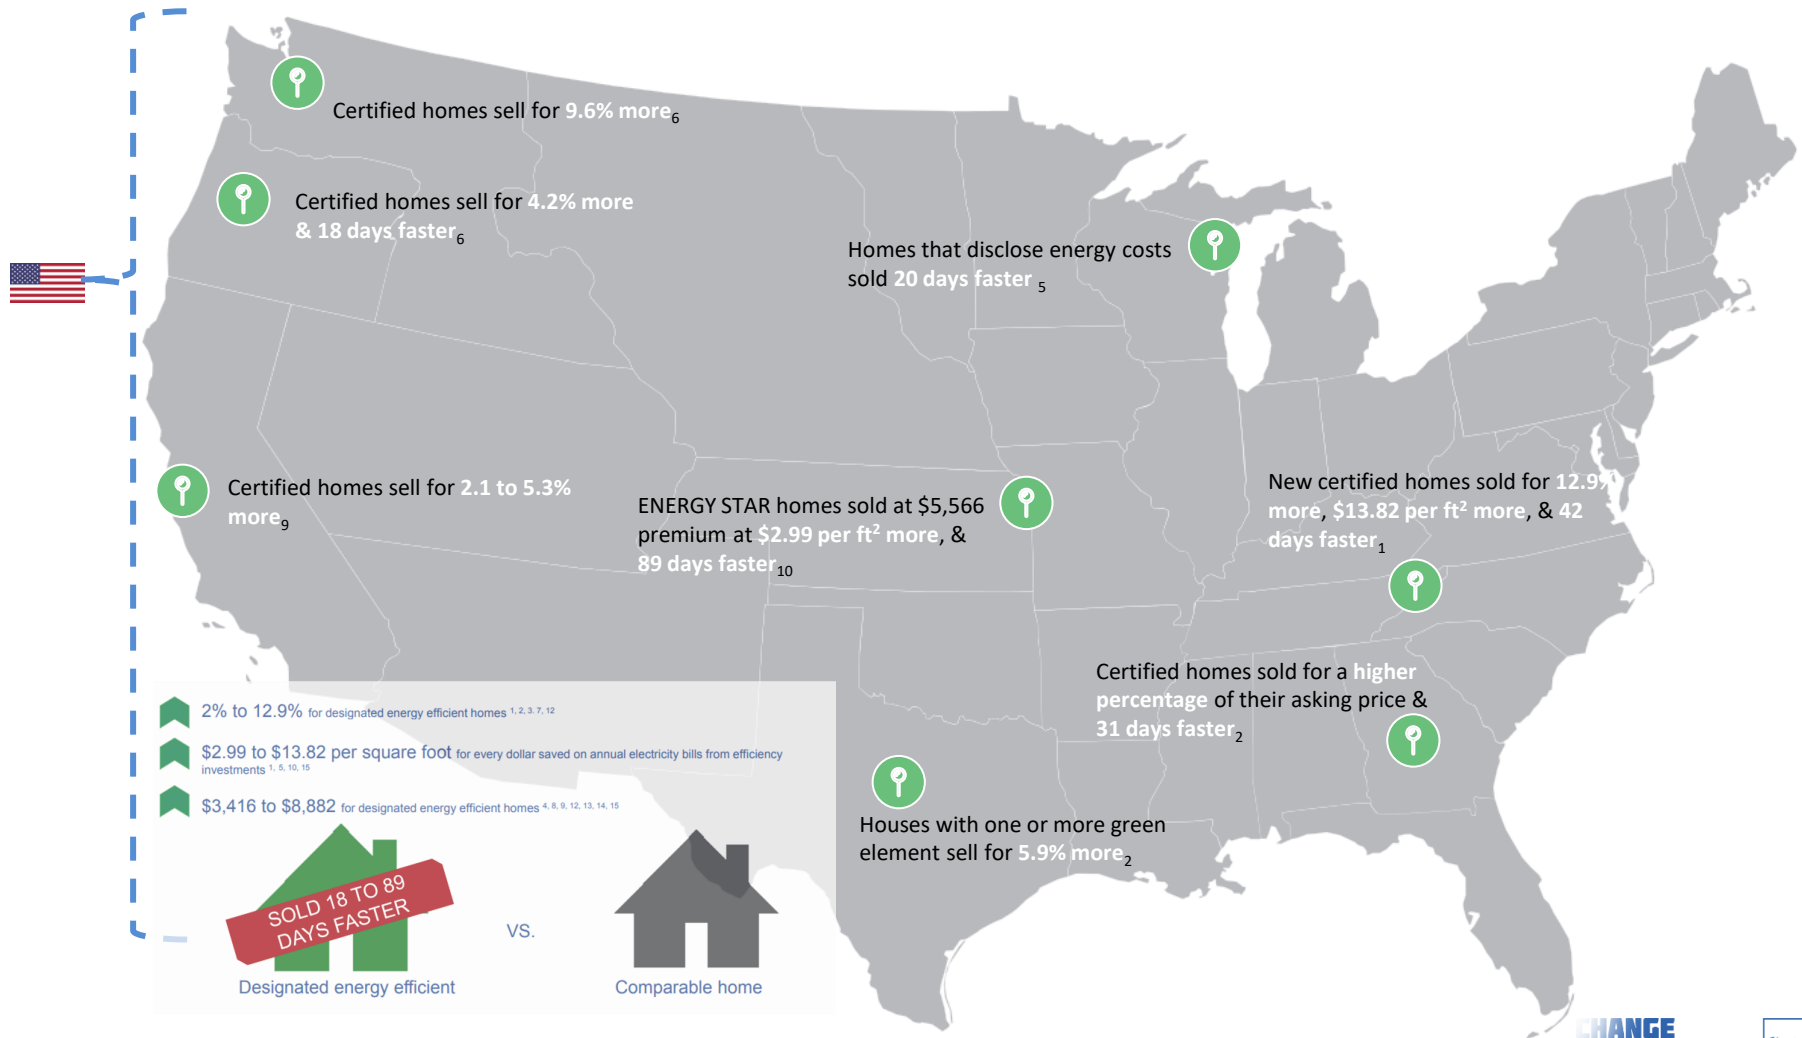 Certified homes sell for 9.6% more6
Certified homes sell for 4.2% more
& 18 days faster6
Homes that disclose energy costs
sold 20 days faster 5
Certified homes sell for 2.1 to 5.3%
more9
ENERGY STAR homes sold at $5,566
premium at $2.99 per ft² more, &
89 days faster10
New certified homes sold for 12.9%
more, $13.82 per ft² more, & 42
days faster1
Certified homes sold for a higher
percentage of their asking price &
31 days faster2
Houses with one or more green
element sell for 5.9% more2
2% to 12.9% for designated energy efficient homes 1, 2, 3. 7, 12
$2.99 to $13.82 per square foot for every dollar saved on annual electricity bills from efficiency
investments 1, 5, 10, 15
$3,416 to $8,882 for designated energy efficient homes 4, 8, 9, 12, 13, 14, 15
SOLD 18 TO 89
DAYS FASTER
VS.
Designated energy efficient
Comparable home
CHANGE